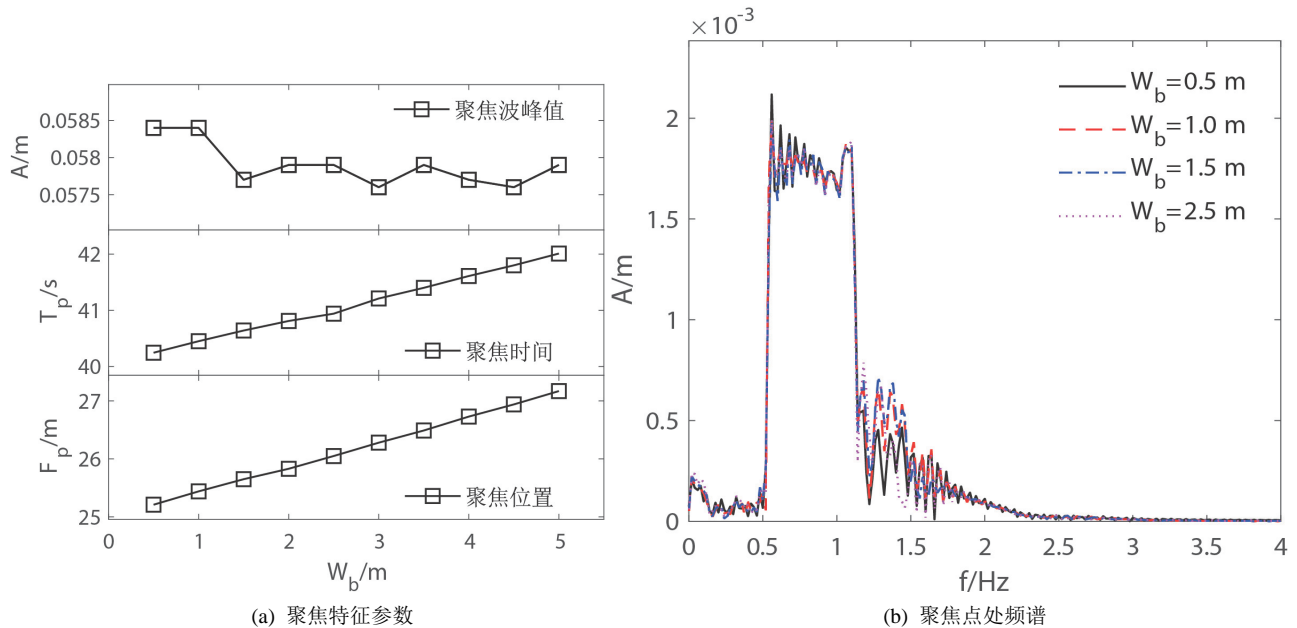 A/m
0.0585
0.058
0.0575
聚焦波峰值
T_p/s
42
41
40
聚焦时间
F_p/m
27
26
25
聚焦位置
0 1 2 3 4 5
W_b/m
(a) 聚焦特征参数
×10⁻³
A/m
2
1.5
1
0.5
0
W_b=0.5 m
W_b=1.0 m
W_b=1.5 m
W_b=2.5 m
0 0.5 1 1.5 2 2.5 3 3.5 4
f/Hz
(b) 聚焦点处频谱